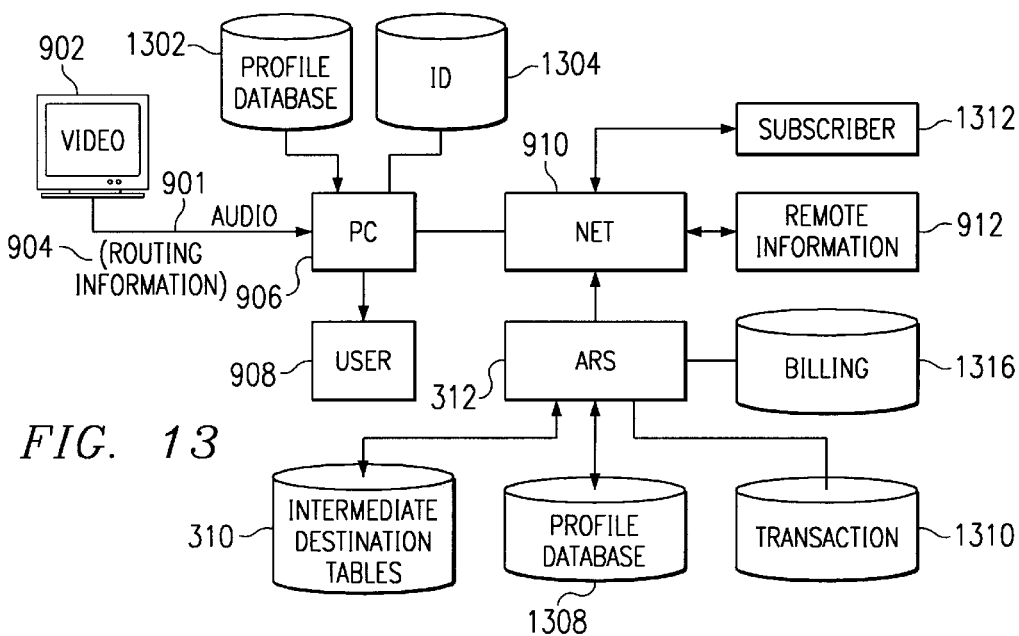 1302
1304
902
PROFILE
DATABASE
ID
VIDEO
910
SUBSCRIBER
1312
901
AUDIO
PC
NET
REMOTE
INFORMATION
912
904
(ROUTING
INFORMATION)
906
USER
908
ARS
312
BILLING
1316
FIG. 13
310
INTERMEDIATE
DESTINATION
TABLES
PROFILE
DATABASE
1308
TRANSACTION
1310